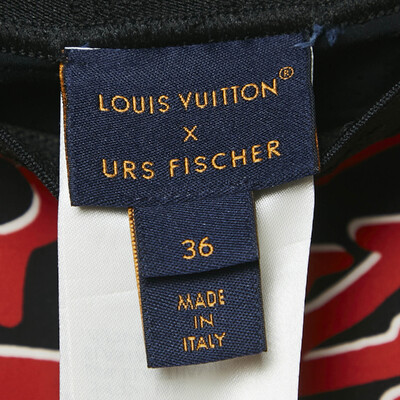 LOUIS VUITTON®
X
URS FISCHER
36
MADE
IN
ITALY